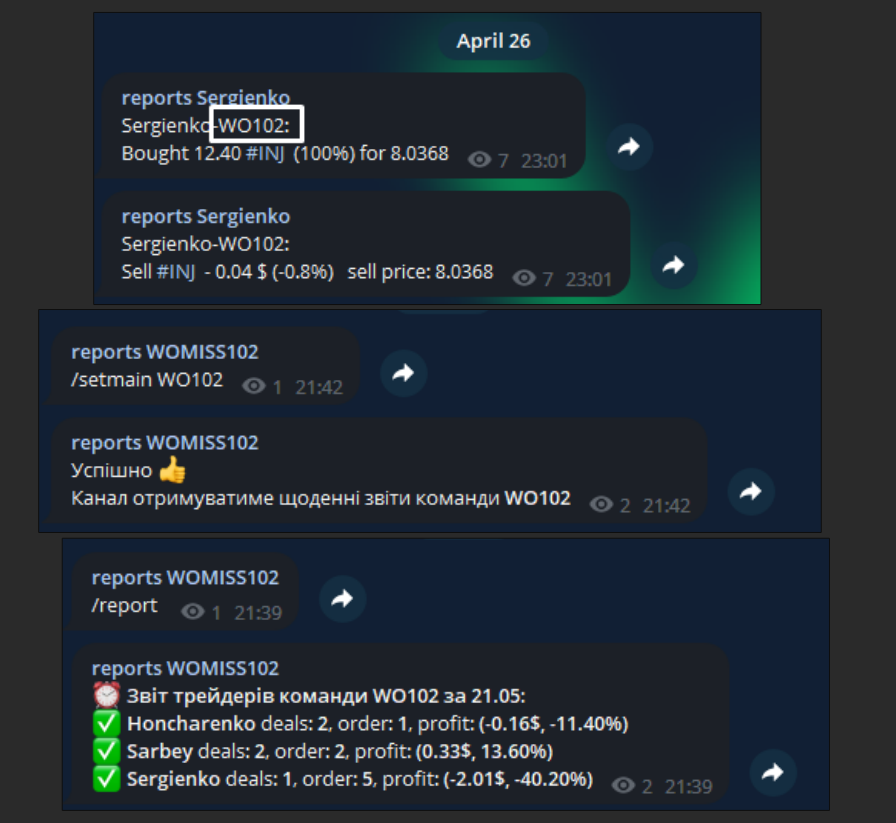 April 26
reports Sergienko
Sergienko-WO102:
Bought 12.40 #INJ (100%) for 8.0368 7 23:01
reports Sergienko
Sergienko-WO102:
Sell #INJ - 0.04 $ (-0.8%) sell price: 8.0368 7 23:01
reports WOMISS102
/setmain WO102 1 21:42
reports WOMISS102
Успішно 👍
Канал отримуватиме щоденні звіти команди WO102 2 21:42
reports WOMISS102
/report 1 21:39
reports WOMISS102
⏰ Звіт трейдерів команди WO102 за 21.05:
✅ Honcharenko deals: 2, order: 1, profit: (-0.16$, -11.40%)
✅ Sarbey deals: 2, order: 2, profit: (0.33$, 13.60%)
✅ Sergienko deals: 1, order: 5, profit: (-2.01$, -40.20%) 2 21:39